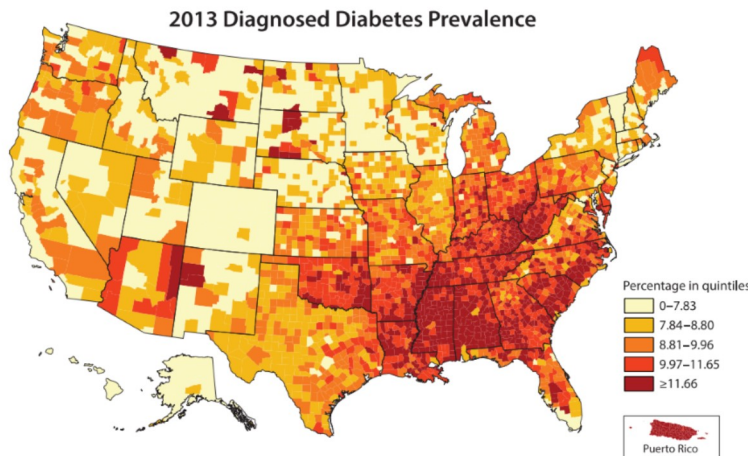 2013 Diagnosed Diabetes Prevalence
Percentage in quintiles
0–7.83
7.84–8.80
8.81–9.96
9.97–11.65
≥11.66
Puerto Rico